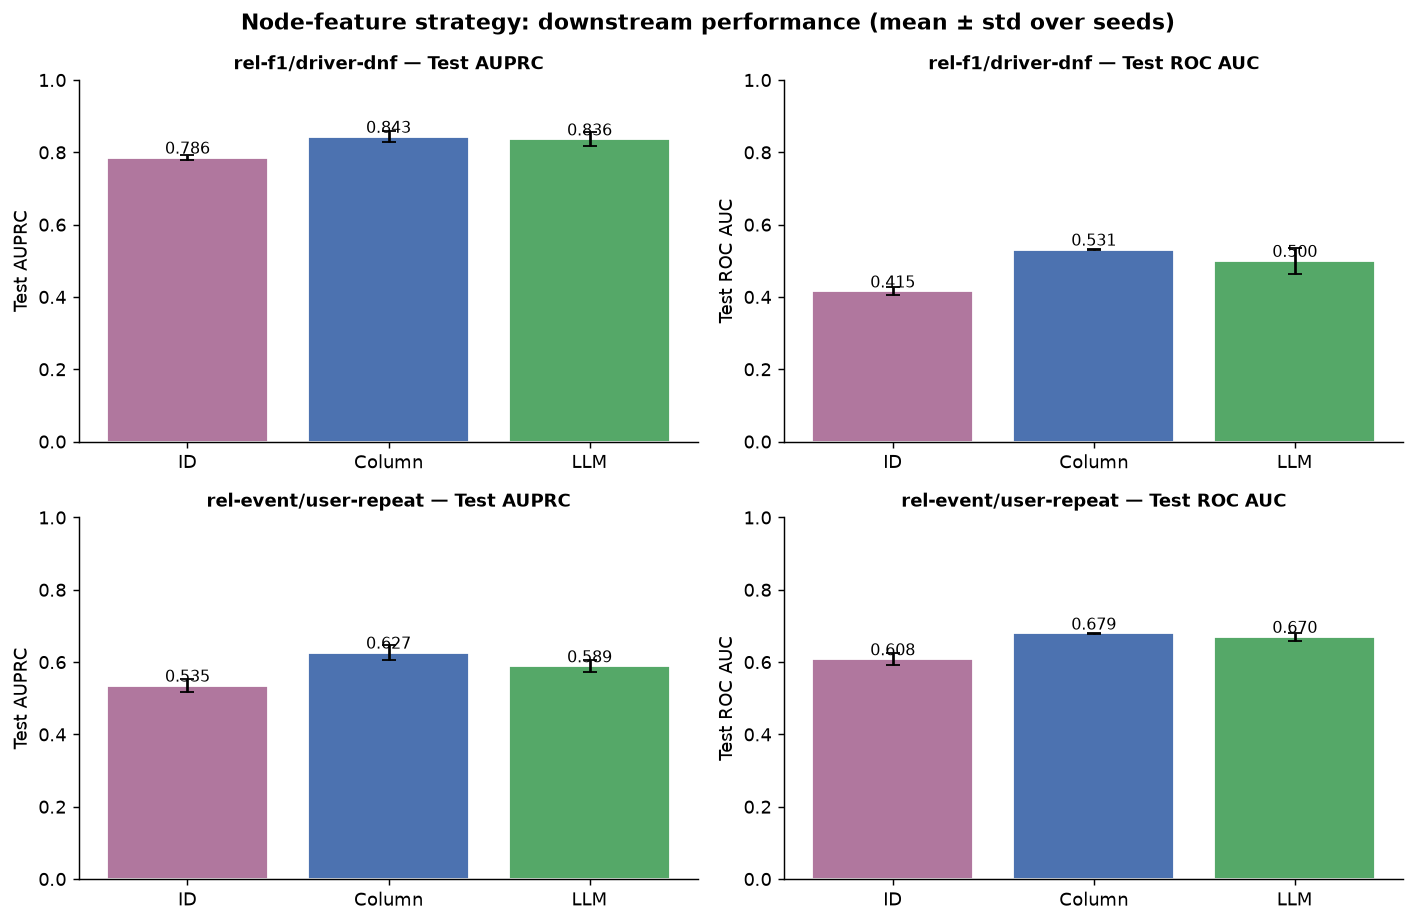 Node-feature strategy: downstream performance (mean ± std over seeds)
rel-f1/driver-dnf — Test AUPRC
Test AUPRC
1.0
0.8
0.6
0.4
0.2
0.0
0.786
0.843
0.836
ID Column LLM
rel-f1/driver-dnf — Test ROC AUC
Test ROC AUC
1.0
0.8
0.6
0.4
0.2
0.0
0.415
0.531
0.500
ID Column LLM
rel-event/user-repeat — Test AUPRC
Test AUPRC
1.0
0.8
0.6
0.4
0.2
0.0
0.535
0.627
0.589
ID Column LLM
rel-event/user-repeat — Test ROC AUC
Test ROC AUC
1.0
0.8
0.6
0.4
0.2
0.0
0.608
0.679
0.670
ID Column LLM